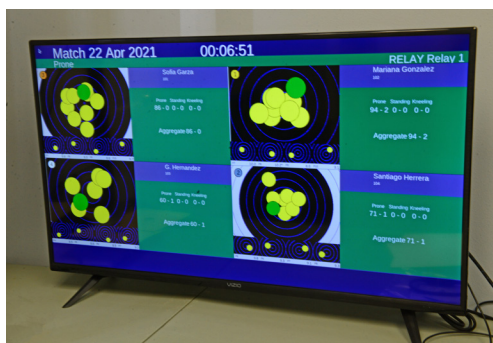 Match 22 Apr 2021 00:06:51
Prone RELAY Relay 1
Sofia Garza
Prone Standing Kneeling
86 - 0 0 - 0 0 - 0
Aggregate 86 - 0
Mariana Gonzalez
Prone Standing Kneeling
94 - 2 0 - 0 0 - 0
Aggregate 94 - 2
G. Hernandez
Prone Standing Kneeling
60 - 1 0 - 0 0 - 0
Aggregate 60 - 1
Santiago Herrera
Prone Standing Kneeling
71 - 1 0 - 0 0 - 0
Aggregate 71 - 1
VIZIO